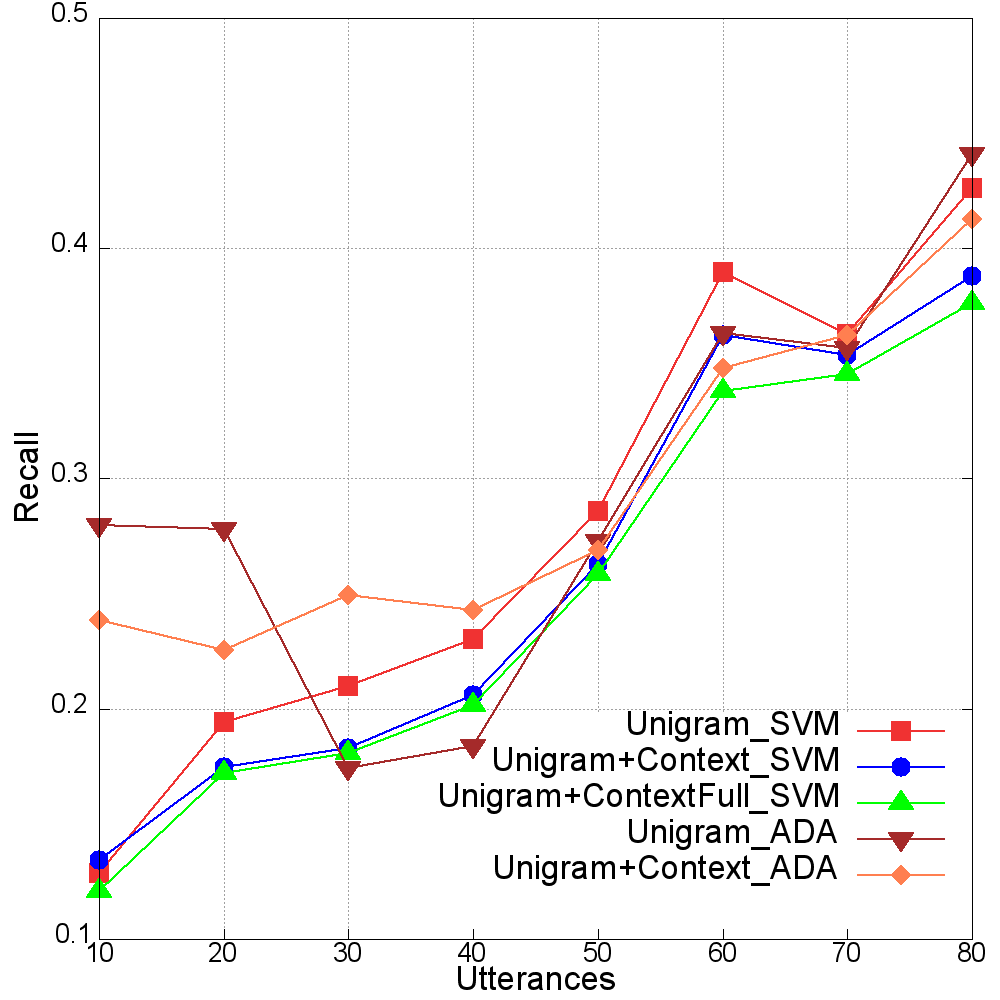 0.5
0.4
0.3
0.2
0.1
Recall
Unigram_SVM
Unigram+Context_SVM
Unigram+ContextFull_SVM
Unigram_ADA
Unigram+Context_ADA
10 20 30 40 50 60 70 80
Utterances